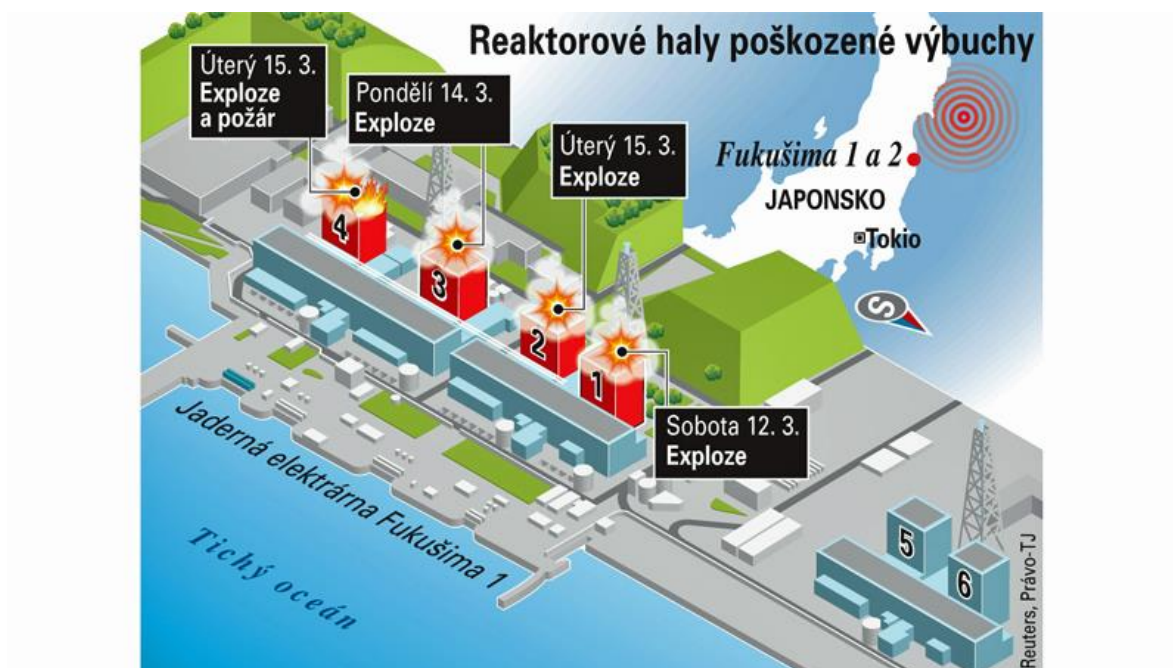 Reaktorové haly poškozené výbuchy
Úterý 15. 3.
Exploze
a požár
Pondělí 14. 3.
Exploze
Úterý 15. 3.
Exploze
Fukušima 1 a 2
JAPONSKO
Tokio
S
4
3
2
1
Sobota 12. 3.
Exploze
5
6
Jaderná elektrárna Fukušima 1
Tichý oceán
Reuters, Právo-TJ